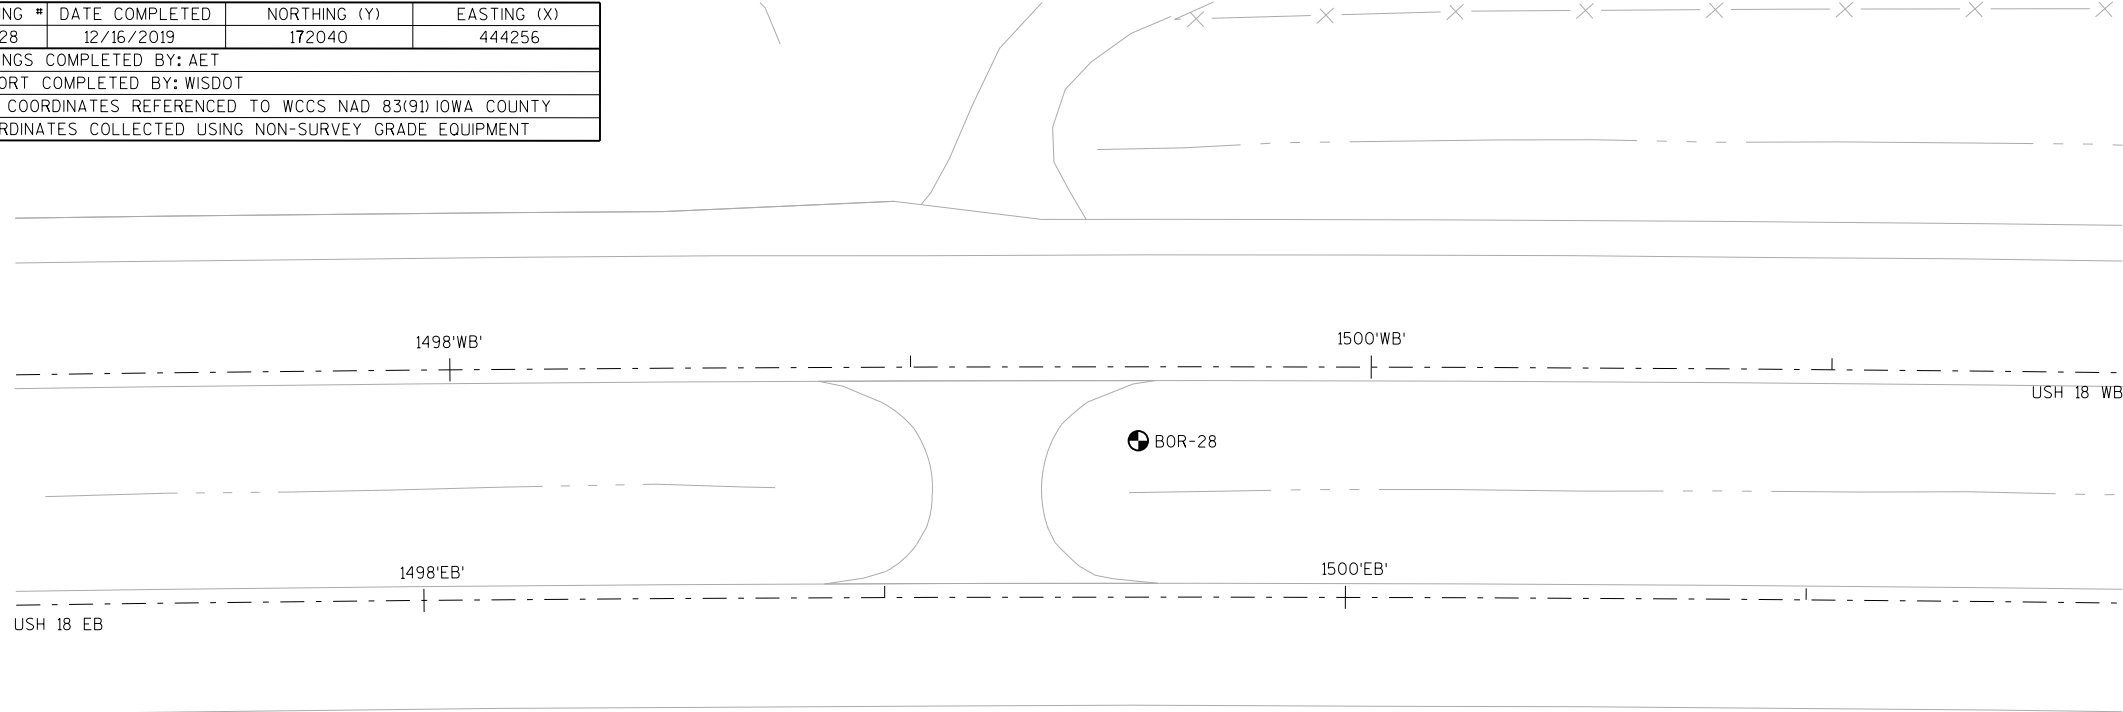 ING # DATE COMPLETED NORTHING (Y) EASTING (X)
28 12/16/2019 172040 444256
NGS COMPLETED BY: AET
ORT COMPLETED BY: WISDOT
COORDINATES REFERENCED TO WCCS NAD 83(91) IOWA COUNTY
RDINATES COLLECTED USING NON-SURVEY GRADE EQUIPMENT
1498'WB'
1500'WB'
USH 18 WB
BOR-28
1498'EB'
1500'EB'
USH 18 EB